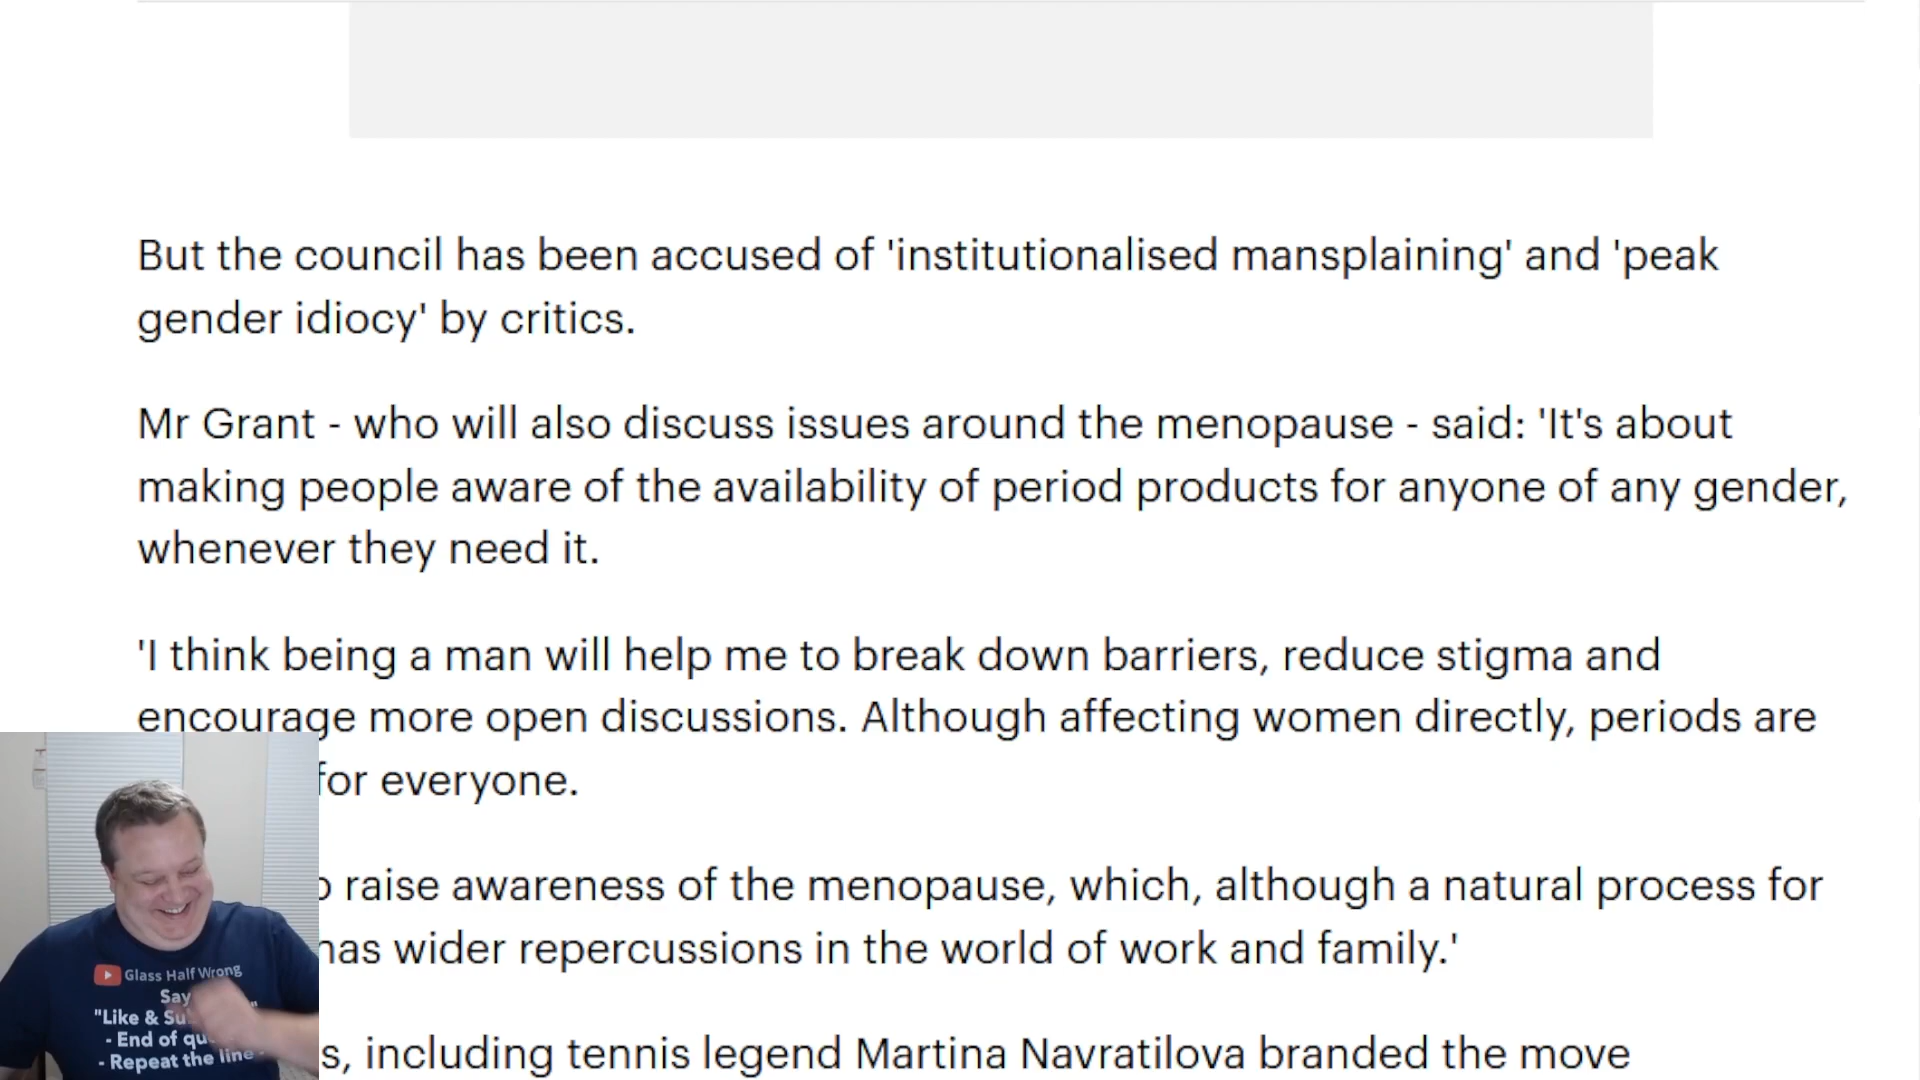 But the council has been accused of 'institutionalised mansplaining' and 'peak
gender idiocy' by critics.
Mr Grant - who will also discuss issues around the menopause - said: 'It's about
making people aware of the availability of period products for anyone of any gender,
whenever they need it.
'I think being a man will help me to break down barriers, reduce stigma and
encourage more open discussions. Although affecting women directly, periods are
for everyone.
raise awareness of the menopause, which, although a natural process for
has wider repercussions in the world of work and family.'
including tennis legend Martina Navratilova branded the move
Glass Half Wrong
Say
"Like &
- End of
- Repeat the line